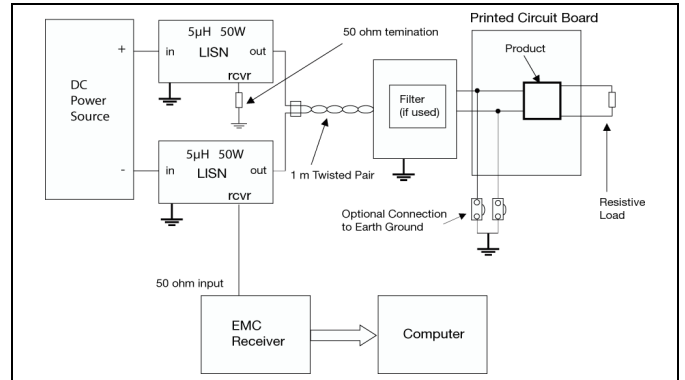 Printed Circuit Board
5µH 50W
LISN
in
out
rcvr
50 ohm temination
Product
+
DC
Power
Source
-
Filter
(if used)
5µH 50W
LISN
in
out
rcvr
1 m Twisted Pair
Optional Connection
to Earth Ground
Resistive
Load
50 ohm input
EMC
Receiver
Computer